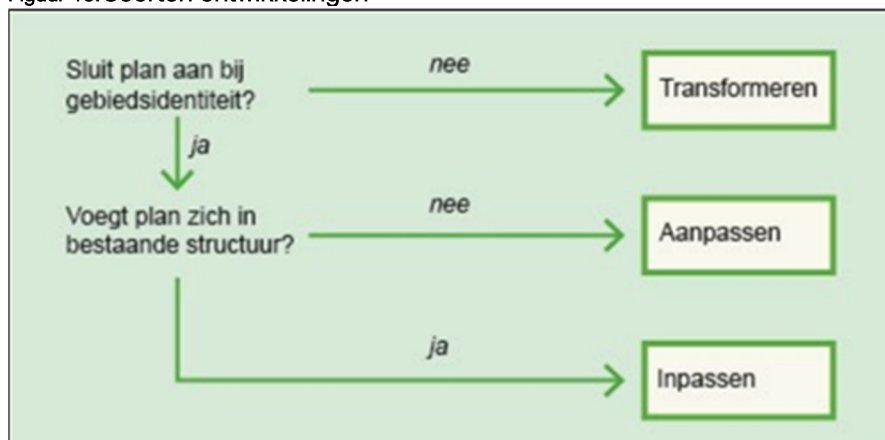 Sluit plan aan bij
gebiedsidentiteit?
nee
Transformeren
ja
Voegt plan zich in
bestaande structuur?
nee
Aanpassen
ja
Inpassen